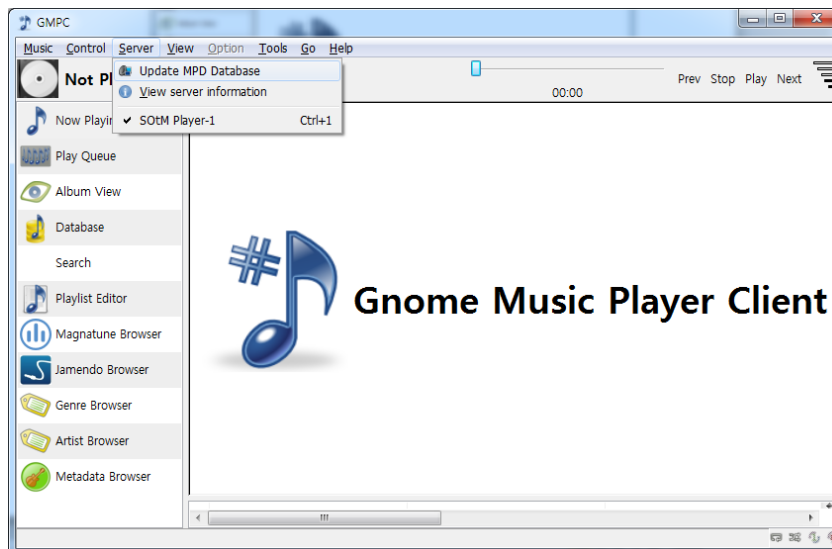 GMPC
Music Control Server View Option Tools Go Help
Update MPD Database
View server information
SOtM Player-1 Ctrl+1
Not Pl
00:00
Prev Stop Play Next
Now Playin
Play Queue
Album View
Database
Search
Playlist Editor
Magnatune Browser
Jamendo Browser
Genre Browser
Artist Browser
Metadata Browser
Gnome Music Player Client